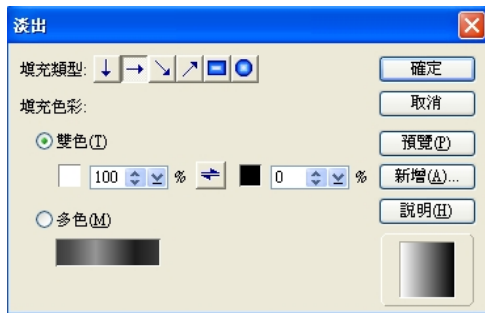 淡出
填充類型:
確定
填充色彩:
取消
雙色(T)
預覽(P)
100 % 0 %
新增(A)...
多色(M)
說明(H)